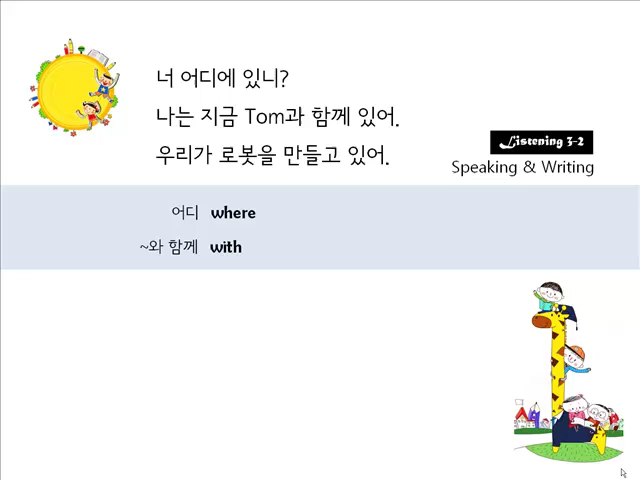 너 어디에 있니?
나는 지금 Tom과 함께 있어.
우리가 로봇을 만들고 있어.
Listening 3-2
Speaking & Writing
어디 where
~와 함께 with